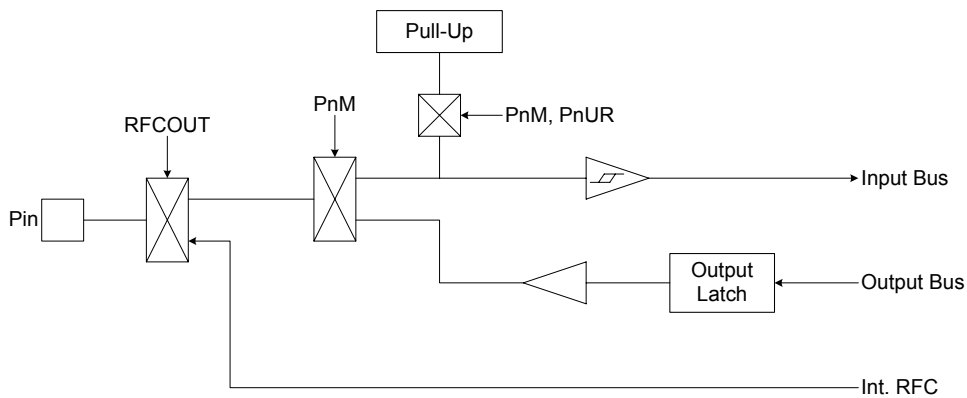 Pull-Up
PnM
PnM, PnUR
RFCOUT
Input Bus
Pin
Output
Latch
Output Bus
Int. RFC